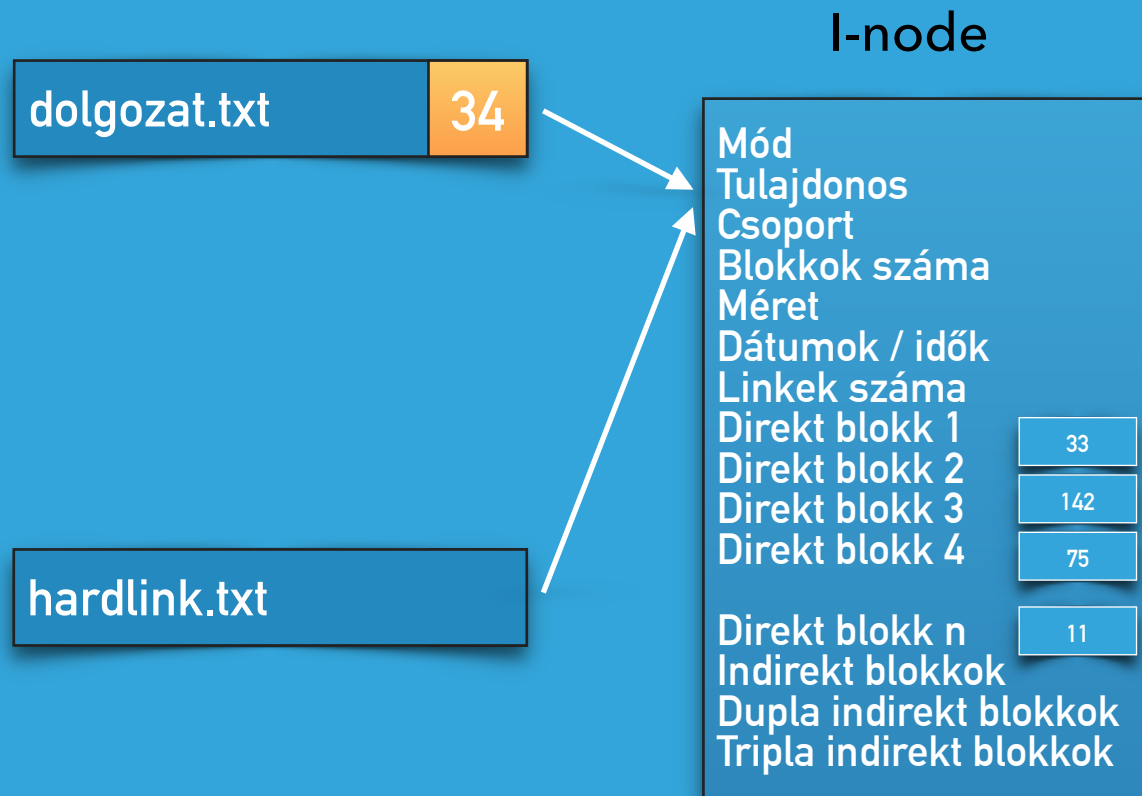 I-node
dolgozat.txt 34
Mód
Tulajdonos
Csoport
Blokkok száma
Méret
Dátumok / idők
Linkek száma
Direkt blokk 1 33
Direkt blokk 2
Direkt blokk 3 142
Direkt blokk 4 75
hardlink.txt
Direkt blokk n 11
Indirekt blokkok
Dupla indirekt blokkok
Tripla indirekt blokkok